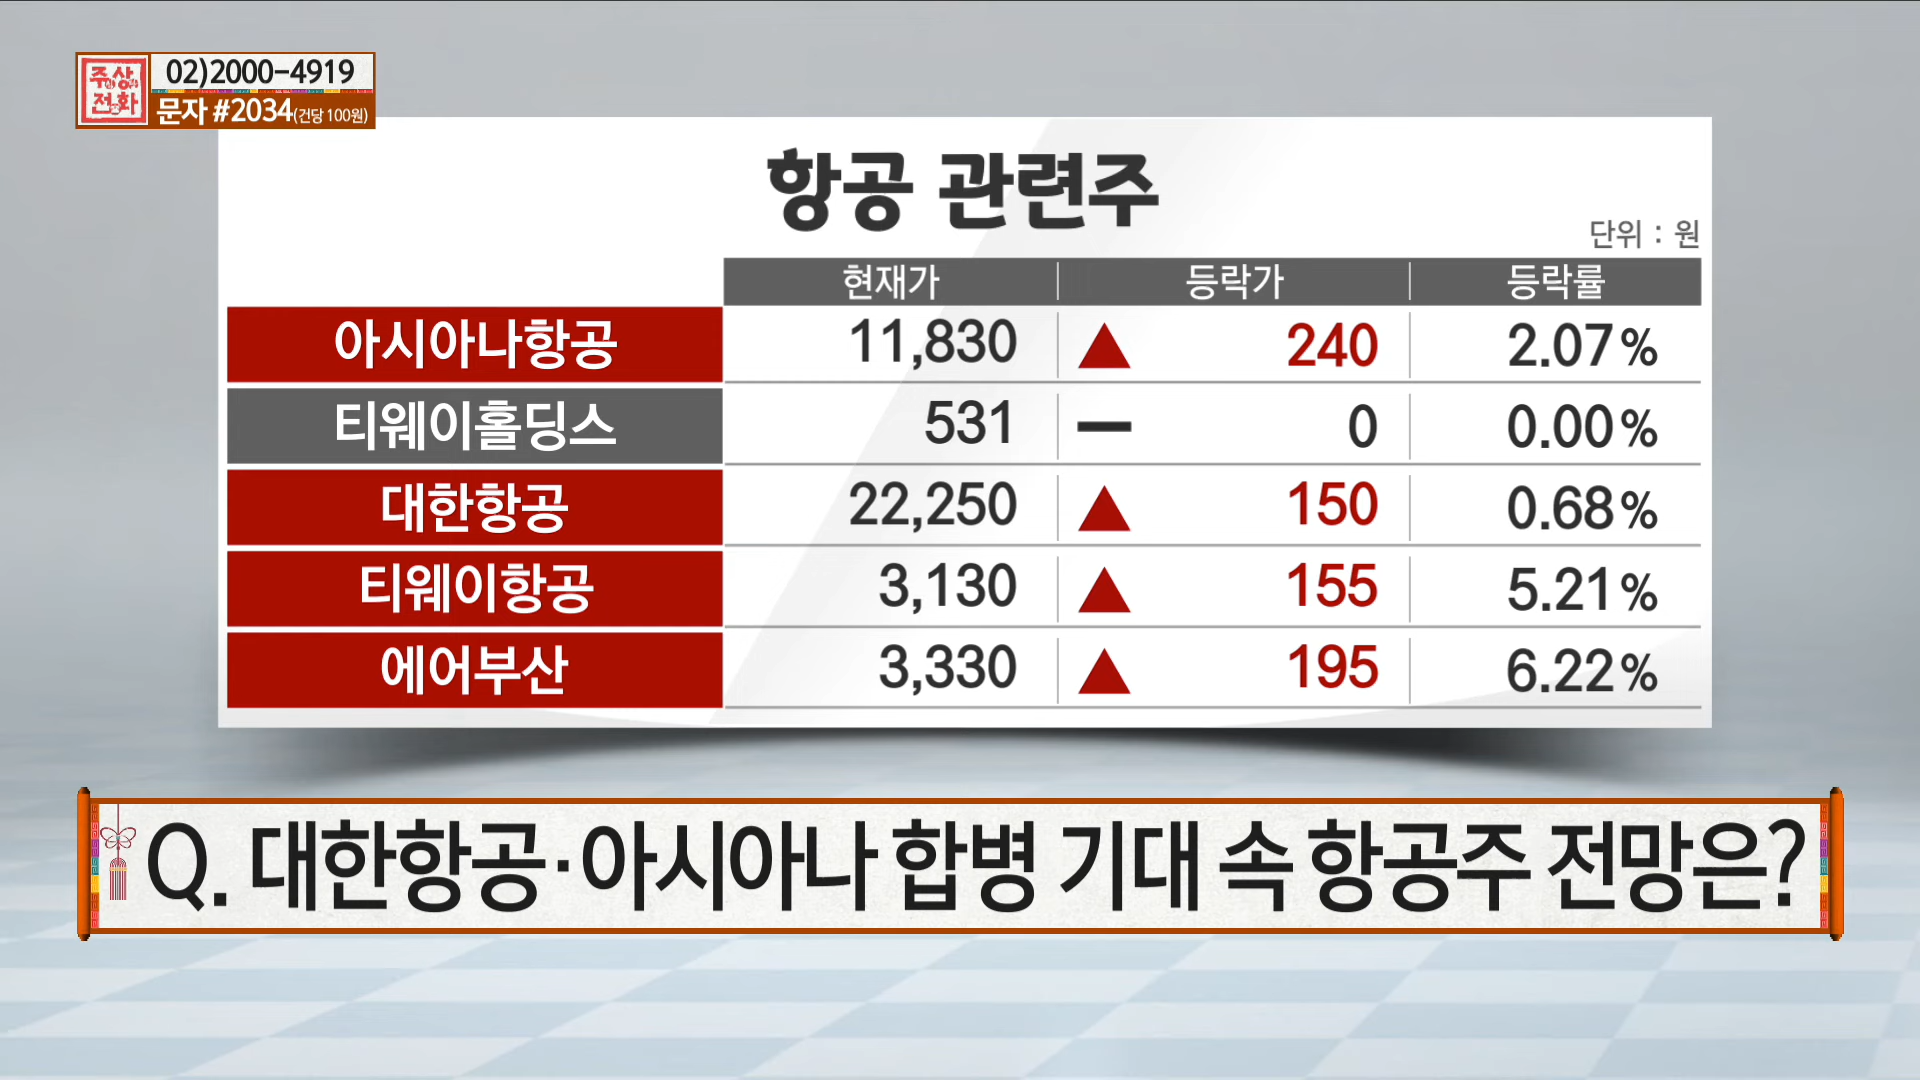 주상
전화
02)2000-4919
문자 #2034(건당 100원)
항공 관련주
단위 : 원
현재가 등락가 등락률
아시아나항공 11,830 ▲ 240 2.07%
티웨이홀딩스 531 ― 0 0.00%
대한항공 22,250 ▲ 150 0.68%
티웨이항공 3,130 ▲ 155 5.21%
에어부산 3,330 ▲ 195 6.22%
Q. 대한항공·아시아나 합병 기대 속 항공주 전망은?